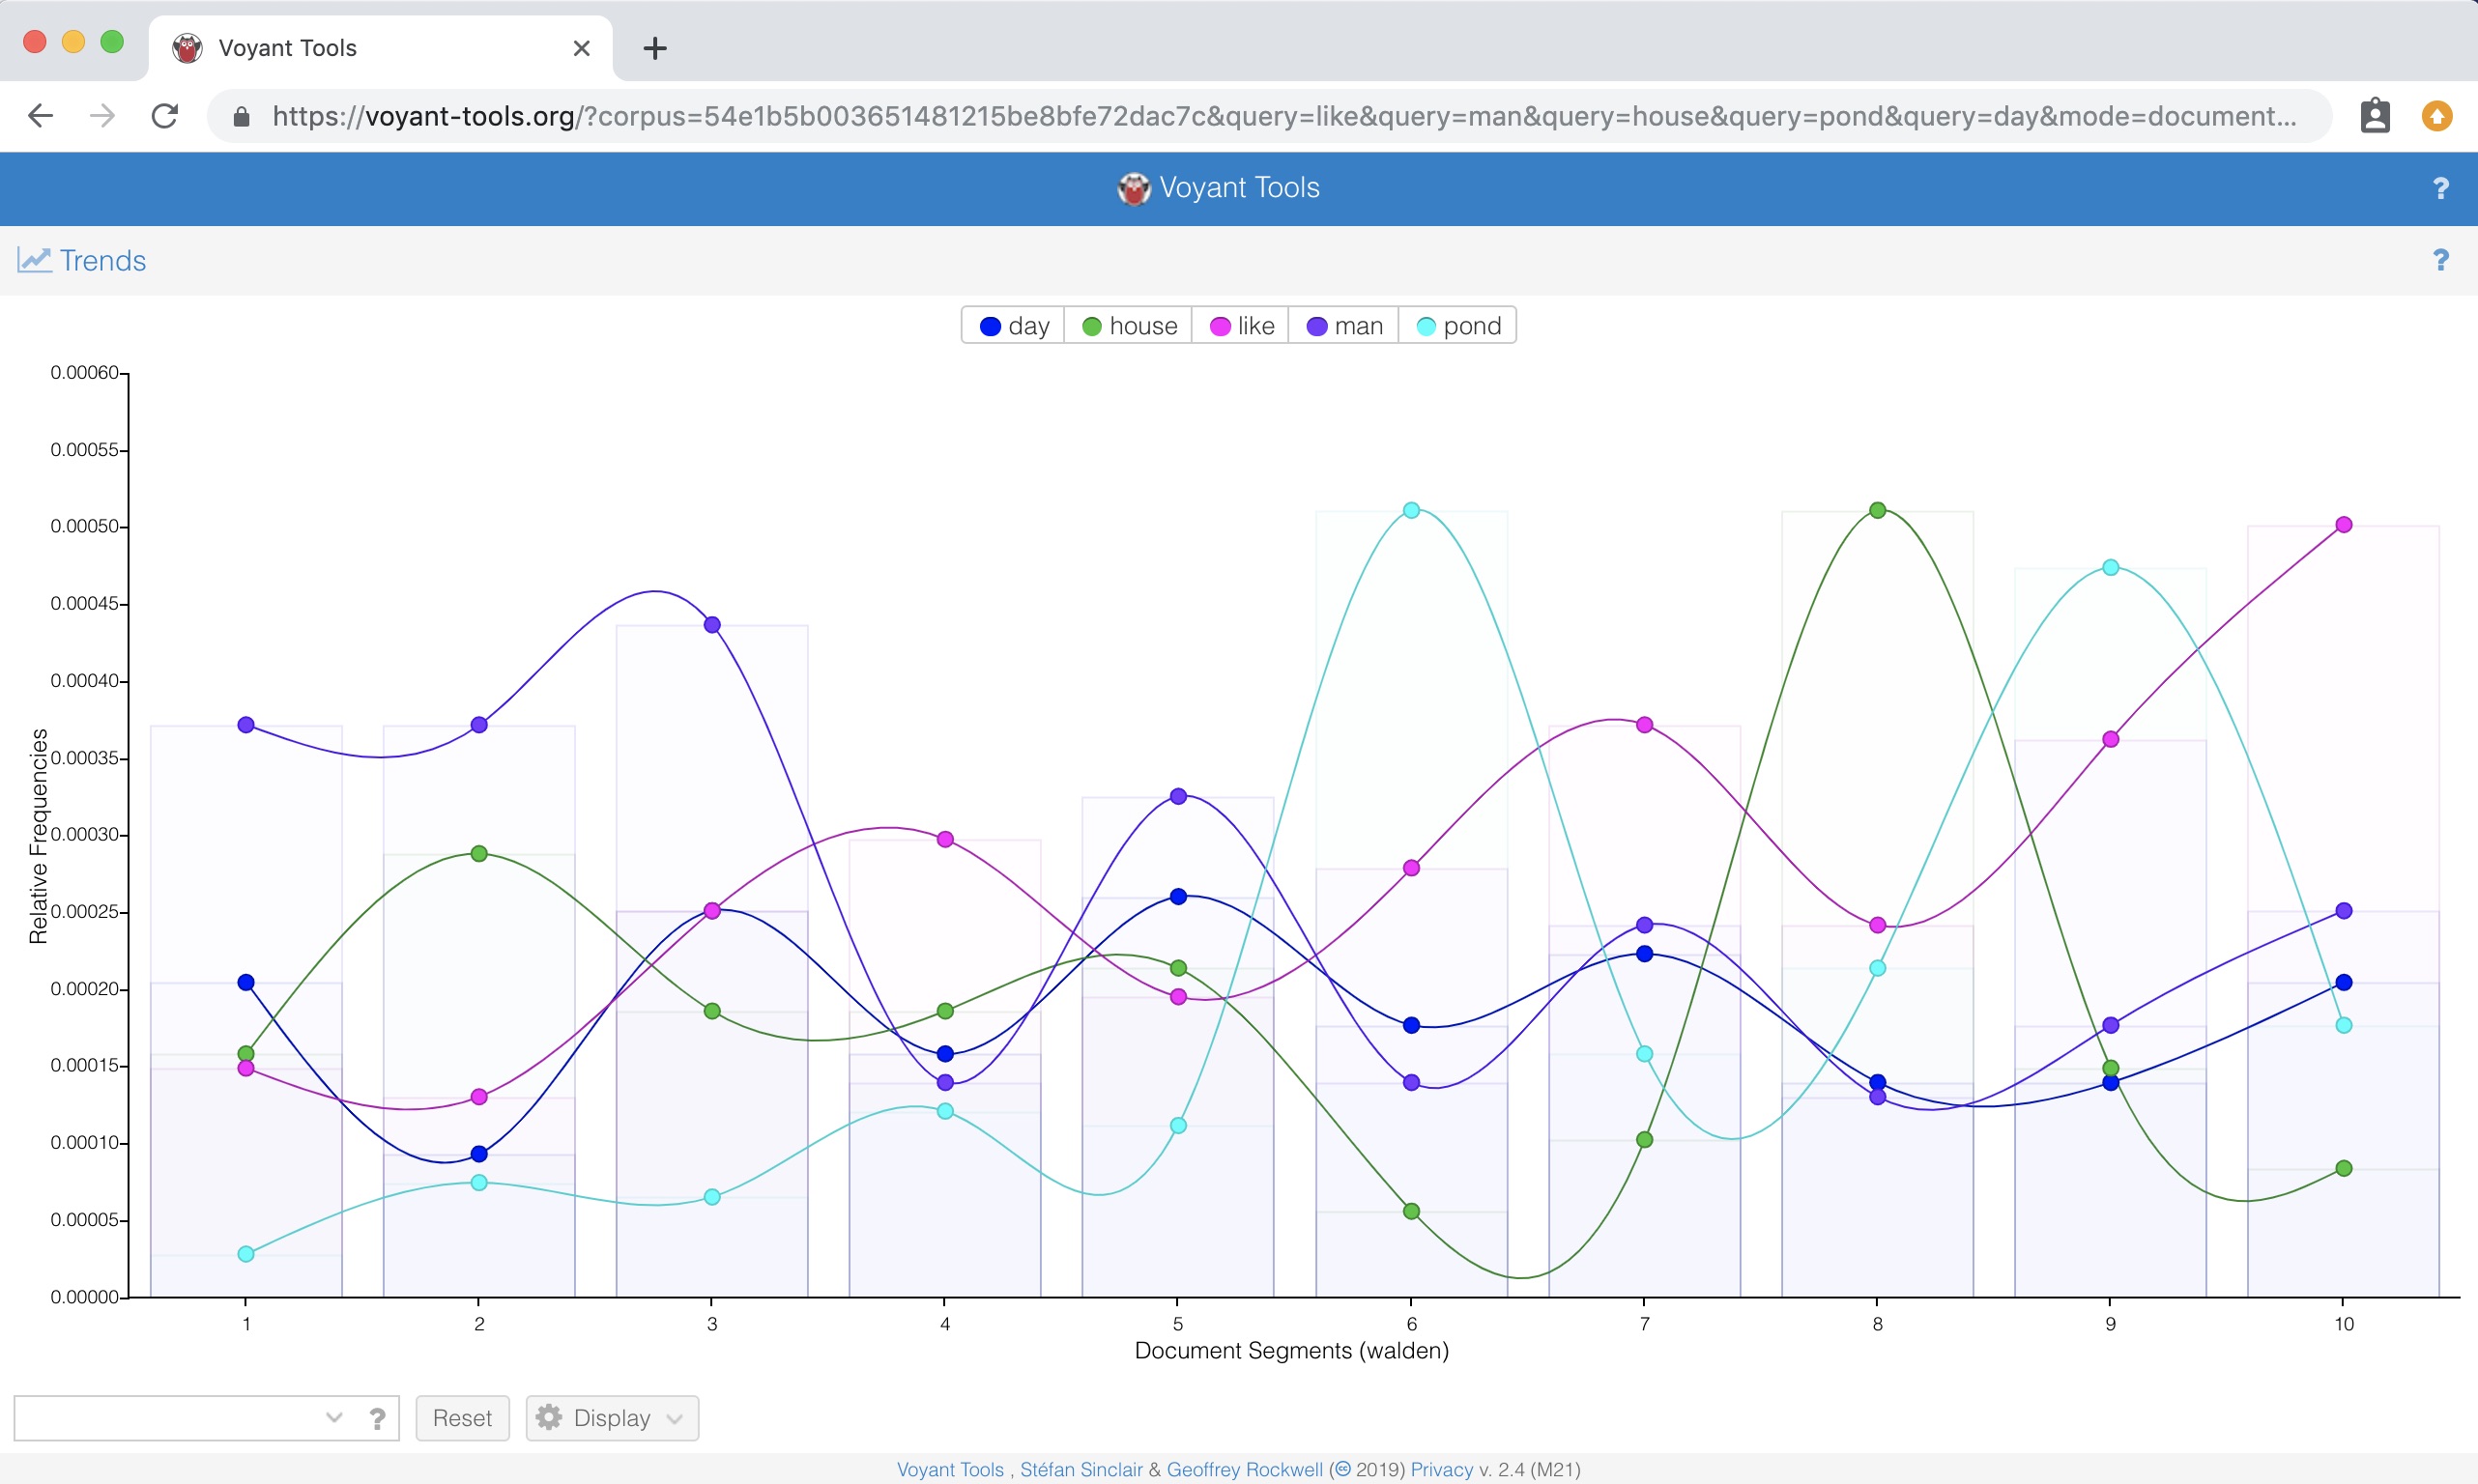 Voyant Tools
https://voyant-tools.org/?corpus=54e1b5b003651481215be8bfe72dac7c&query=like&query=man&query=house&query=pond&query=day&mode=document...
Voyant Tools ?
Trends ?
day house like man pond
0.00060
0.00055
0.00050
0.00045
0.00040
0.00035
0.00030
0.00025
0.00020
0.00015
0.00010
0.00005
0.00000
Relative Frequencies
1 2 3 4 5 6 7 8 9 10
Document Segments (walden)
? Reset Display
Voyant Tools , Stéfan Sinclair & Geoffrey Rockwell (cc 2019) Privacy v. 2.4 (M21)